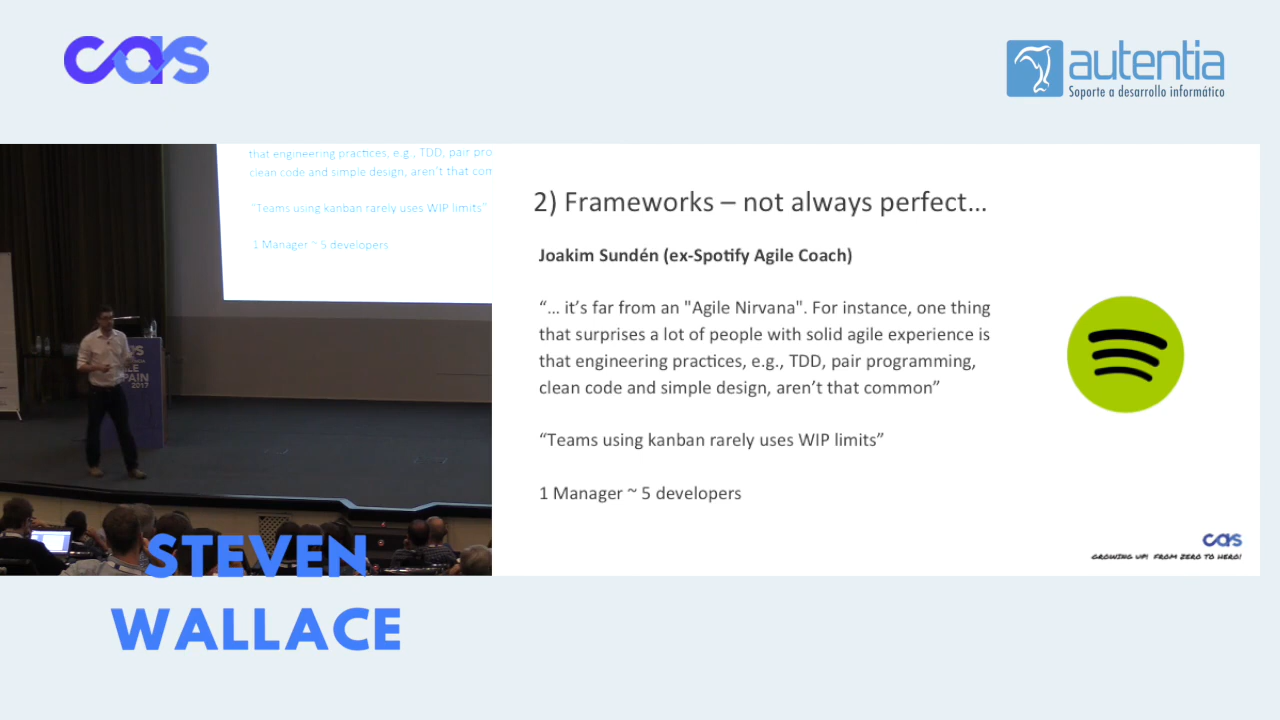 cas
autentia
Soporte a desarrollo informático
that engineering practices, e.g., TDD, pair pro
clean code and simple design, aren't that com
"Teams using kanban rarely uses WIP limits"
1 Manager ~ 5 developers
PAIN
2017
2) Frameworks – not always perfect...
Joakim Sundén (ex-Spotify Agile Coach)
“... it’s far from an "Agile Nirvana". For instance, one thing
that surprises a lot of people with solid agile experience is
that engineering practices, e.g., TDD, pair programming,
clean code and simple design, aren’t that common”
“Teams using kanban rarely uses WIP limits”
1 Manager ~ 5 developers
cas
GROWING UP! FROM ZERO TO HERO!
STEVEN
WALLACE